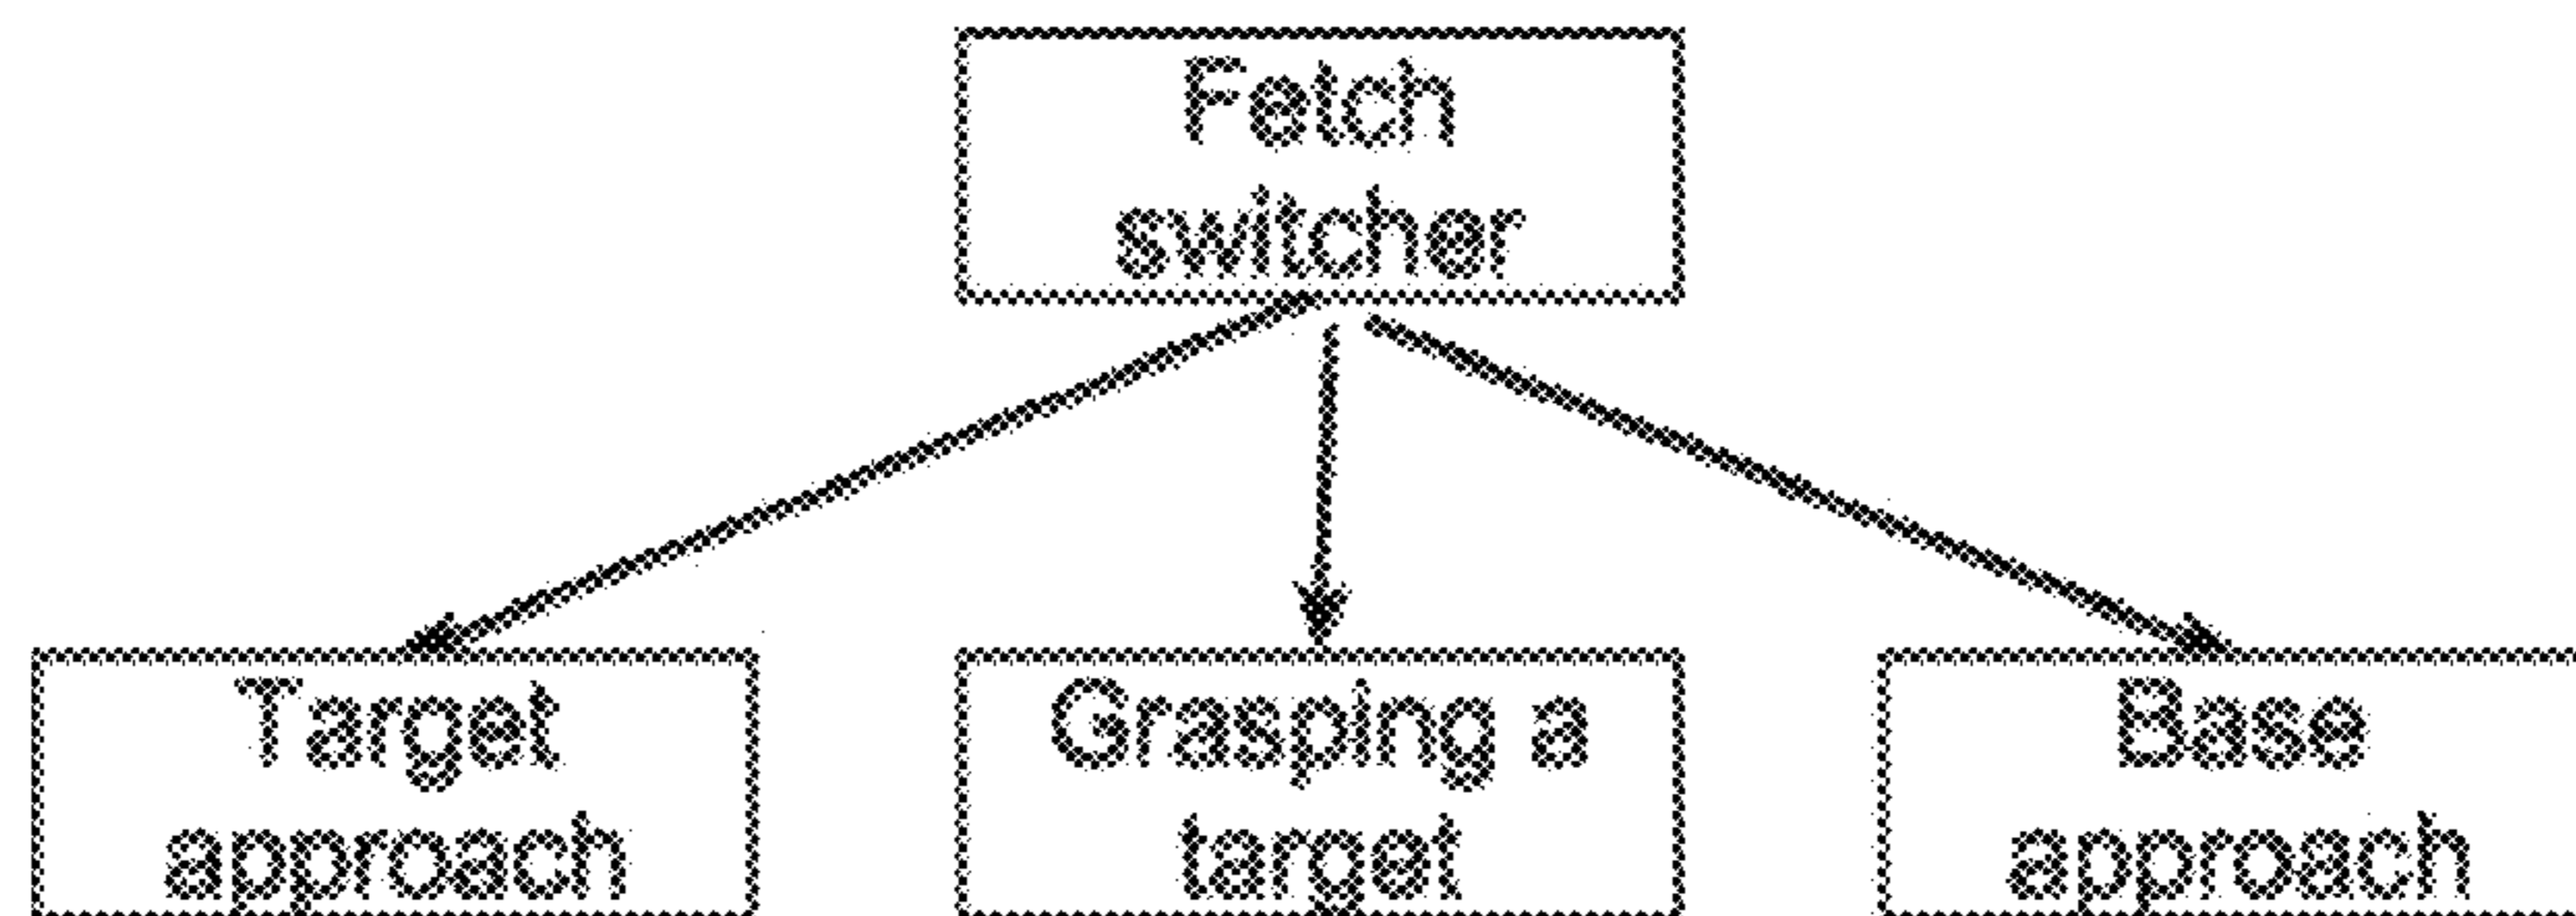 Fetch
switcher
Target
approach
Grasping a
target
Base
approach